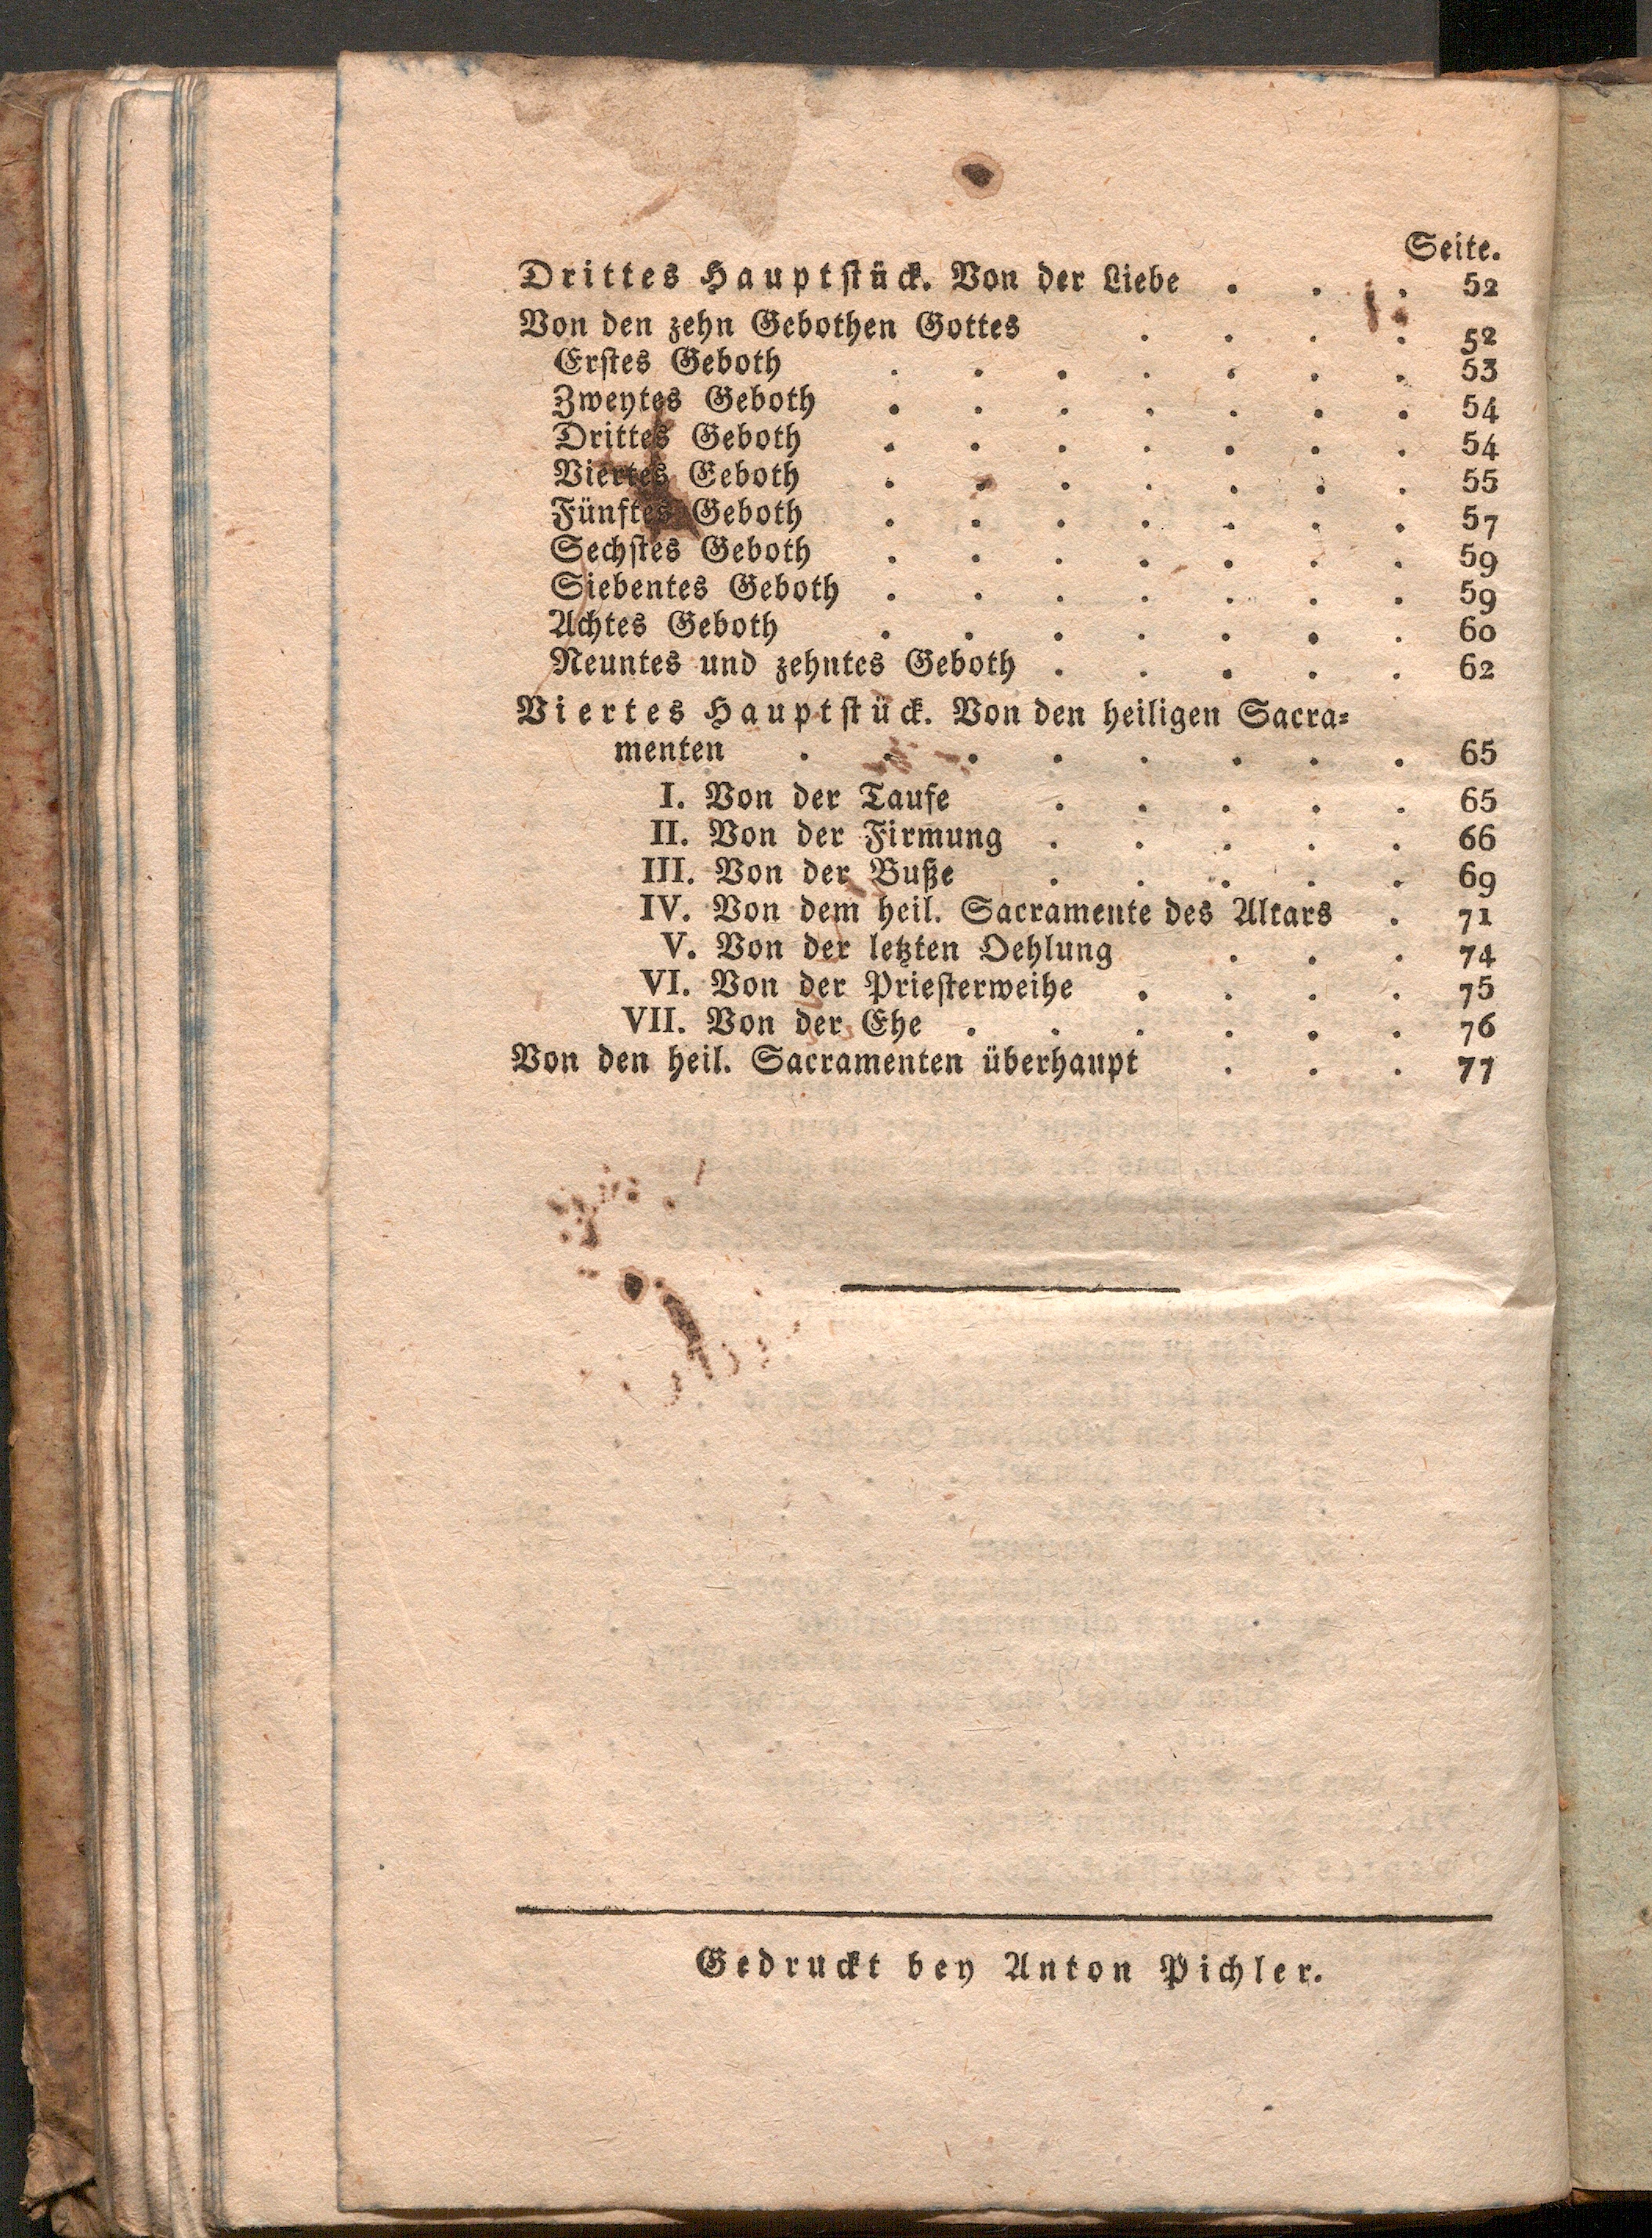 Seite.
Drittes Hauptstück. Von der Liebe . . . 52
Von den zehn Gebothen Gottes . . . . 52
Erstes Geboth . . . . . . . 53
Zweytes Geboth . . . . . . . 54
Drittes Geboth . . . . . . . 54
Viertes Eeboth . . . . . . . 55
Fünftes Geboth . . . . . . . 57
Sechstes Geboth . . . . . . . 59
Siebentes Geboth . . . . . . . 59
Achtes Geboth . . . . . . . 60
Neuntes und zehntes Geboth . . . . . 62
Viertes Hauptstück. Von den heiligen Sacra=
menten . . . . . . . . 65
I. Von der Taufe . . . . . 65
II. Von der Firmung . . . . . 66
III. Von der Buße . . . . . 69
IV. Von dem heil. Sacramente des Altars . 71
V. Von der letzten Oehlung . . . 74
VI. Von der Priesterweihe . . . . 75
VII. Von der Ehe . . . . . . 76
Von den heil. Sacramenten überhaupt . . . 77
Gedruckt bey Anton Pichler.